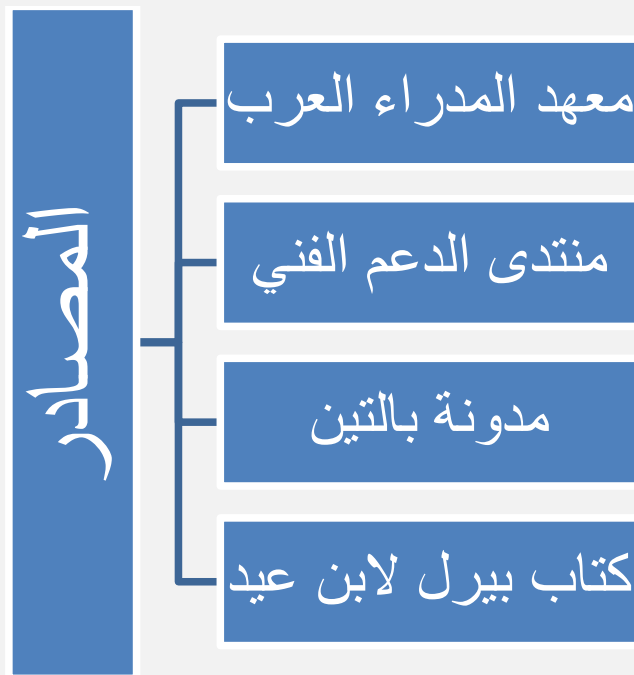 المصادر
معهد المدراء العرب
منتدى الدعم الفني
مدونة بالتين
كتاب بيرل لابن عيد